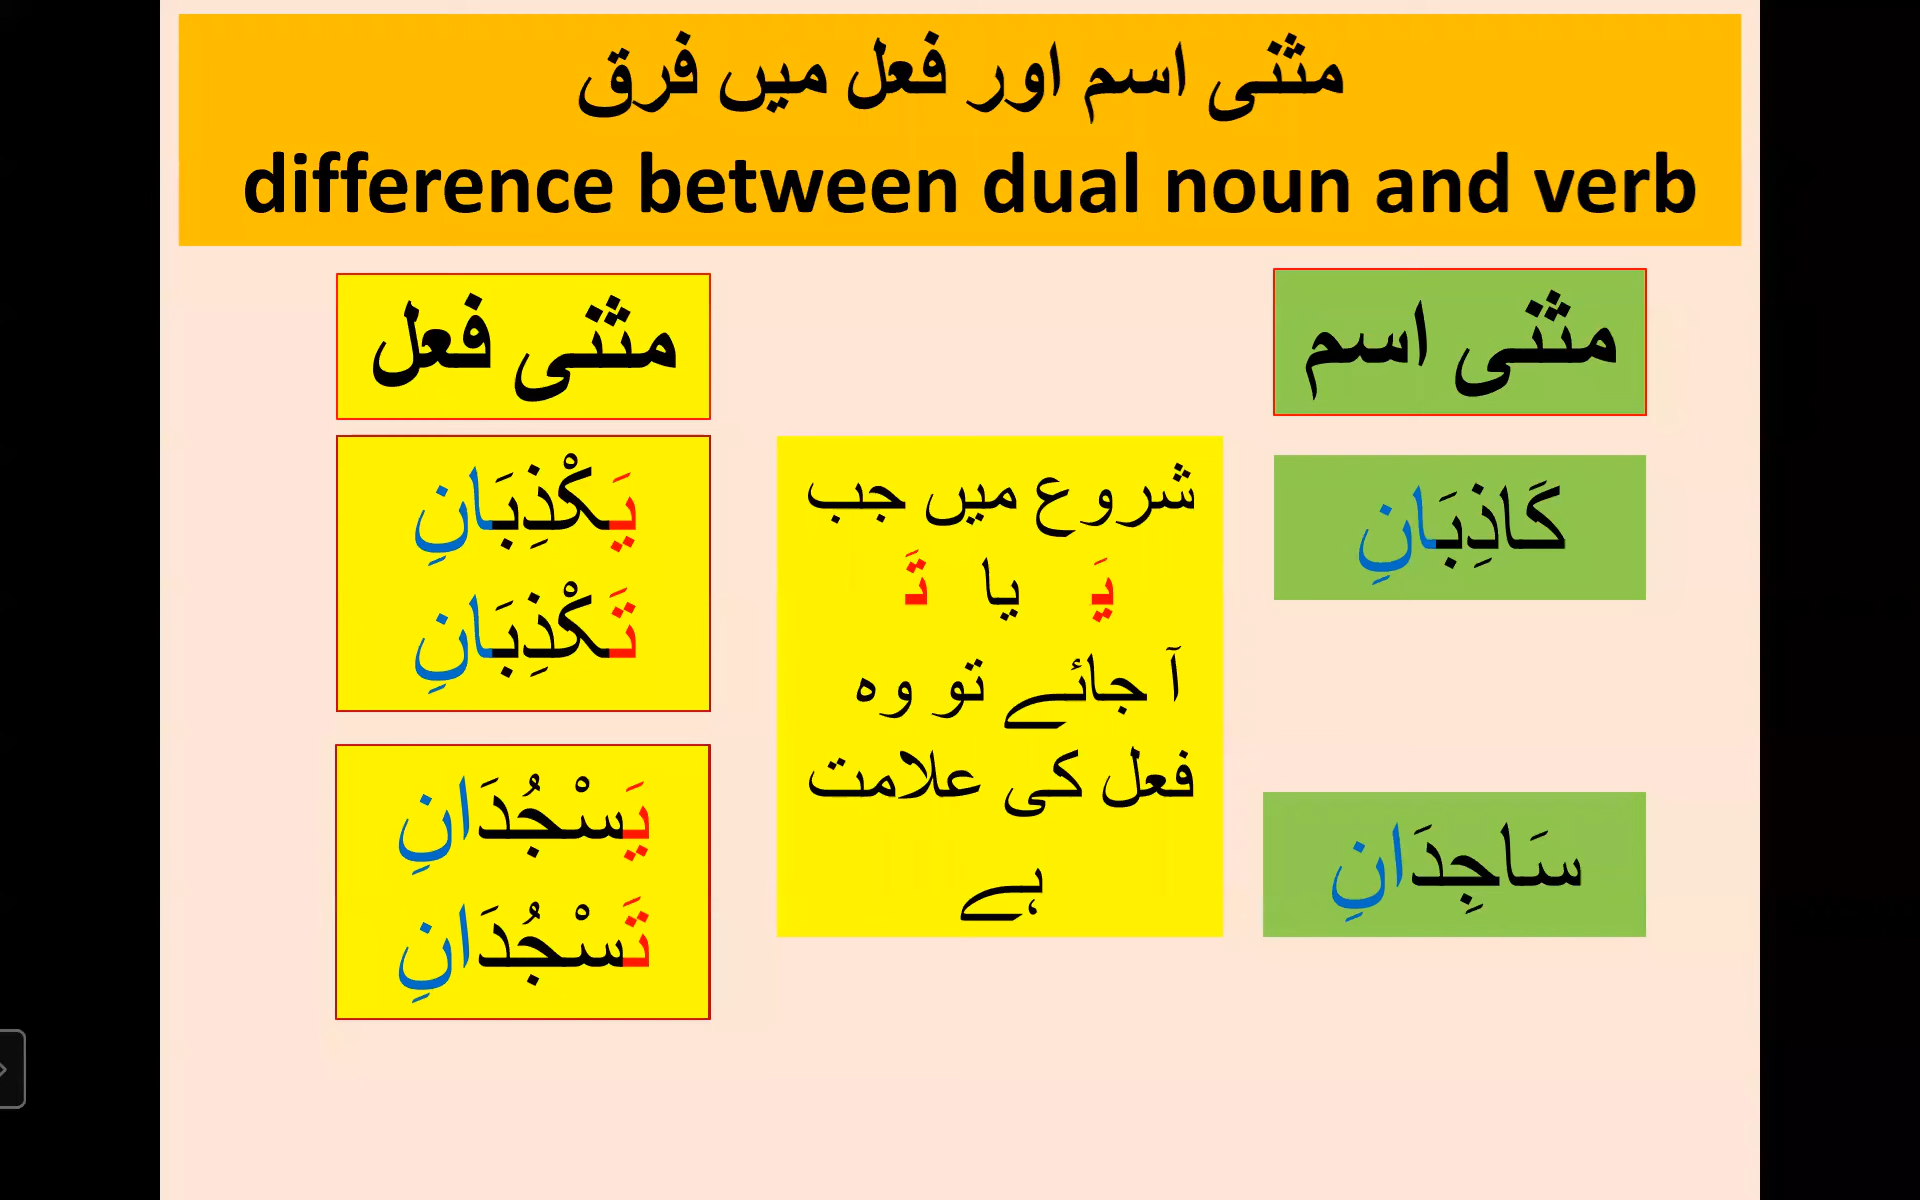 مثنی اسم اور فعل میں فرق
difference between dual noun and verb
مثنی اسم
مثنی فعل
كَاذِبَانِ
سَاجِدَانِ
شروع میں جب
یَ یا تَ
آ جائے تو وہ
فعل کی علامت
ہے
يَكْذِبَانِ
تَكْذِبَانِ
يَسْجُدَانِ
تَسْجُدَانِ